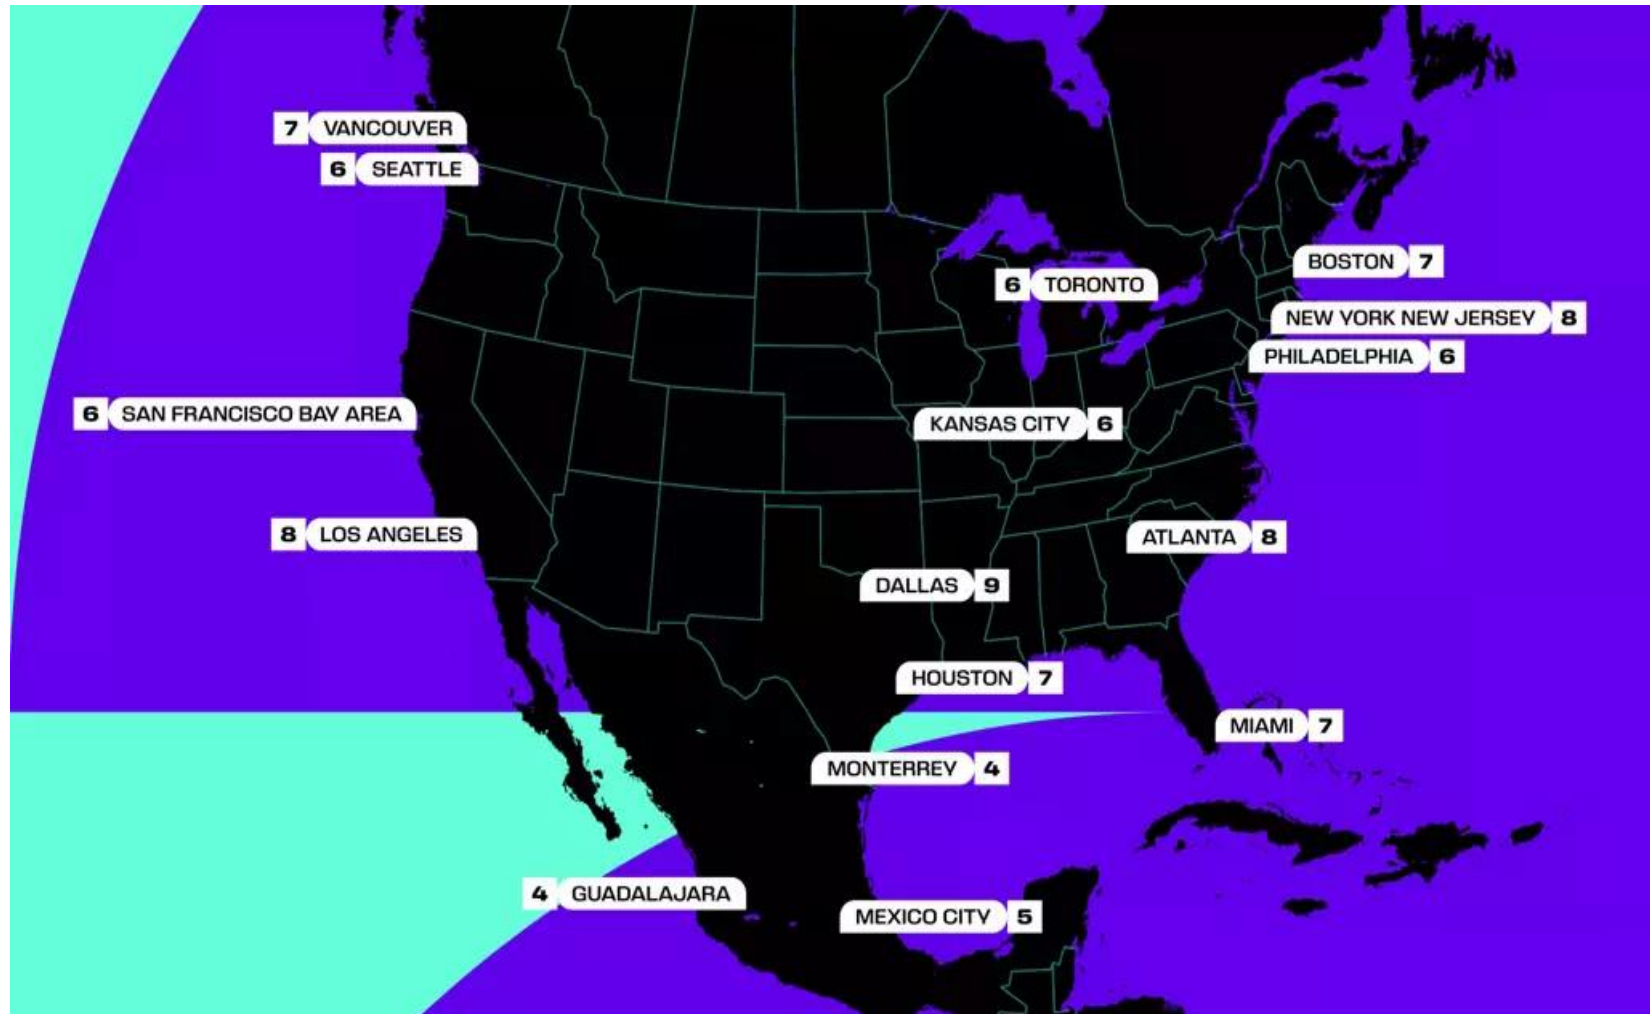 7 VANCOUVER
6 SEATTLE
BOSTON 7
6 TORONTO
NEW YORK NEW JERSEY 8
PHILADELPHIA 6
6 SAN FRANCISCO BAY AREA
KANSAS CITY 6
8 LOS ANGELES
ATLANTA 8
DALLAS 9
HOUSTON 7
MIAMI 7
MONTERREY 4
4 GUADALAJARA
MEXICO CITY 5